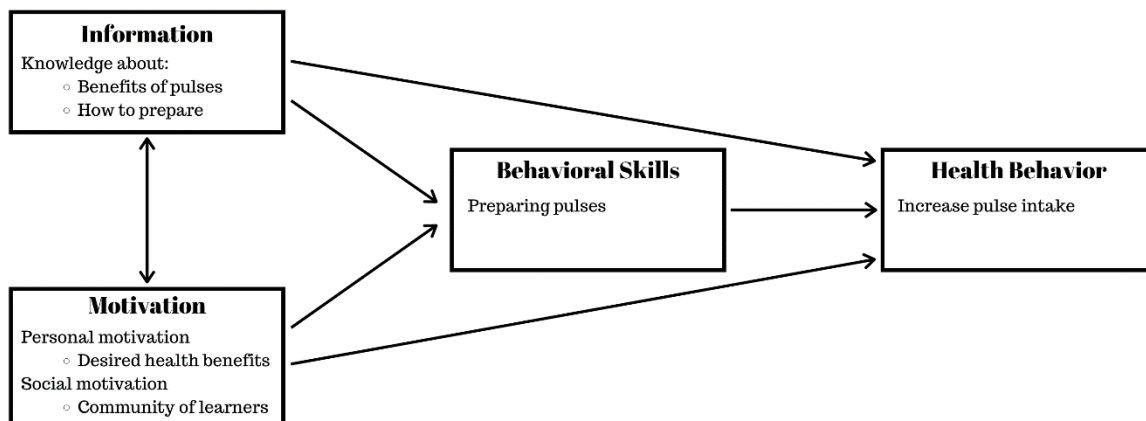 Information
Knowledge about:
○ Benefits of pulses
○ How to prepare
Behavioral Skills
Preparing pulses
Health Behavior
Increase pulse intake
Motivation
Personal motivation
○ Desired health benefits
Social motivation
○ Community of learners